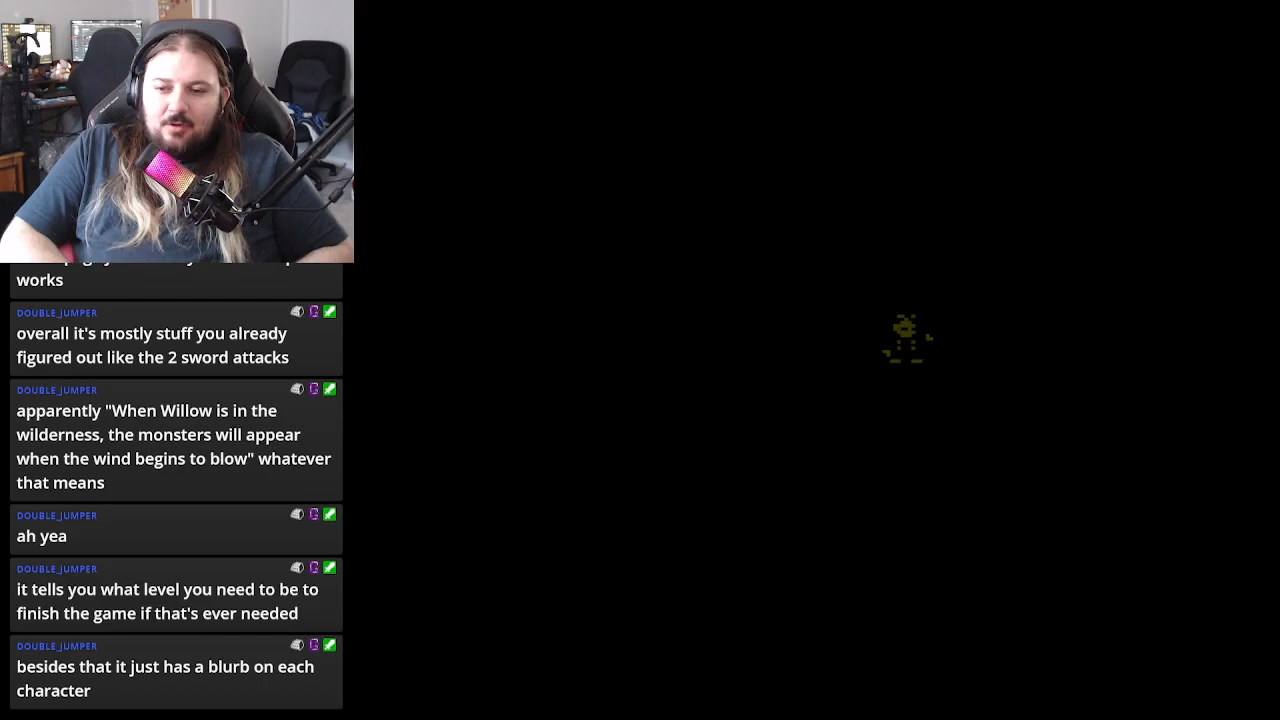 works
DOUBLE_JUMPER
overall it's mostly stuff you already
figured out like the 2 sword attacks
DOUBLE_JUMPER
apparently "When Willow is in the
wilderness, the monsters will appear
when the wind begins to blow" whatever
that means
DOUBLE_JUMPER
ah yea
DOUBLE_JUMPER
it tells you what level you need to be to
finish the game if that's ever needed
DOUBLE_JUMPER
besides that it just has a blurb on each
character